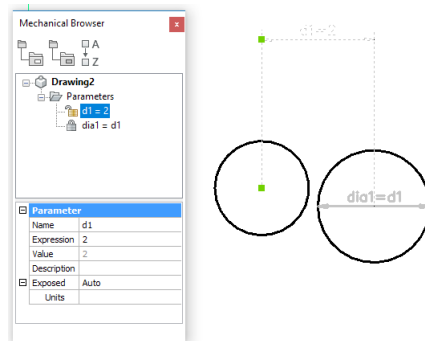 Mechanical Browser
x
A
Z
Drawing2
Parameters
d1 = 2
dia1 = d1
Parameter
Name d1
Expression 2
Value 2
Description
Exposed Auto
Units
d1=2
dia1=d1